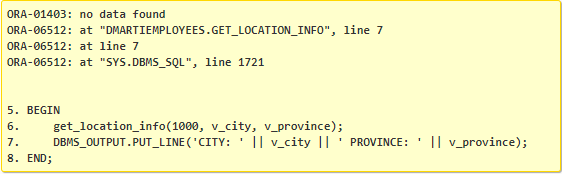 ORA-01403: no data found
ORA-06512: at "DMARTIEMPLOYEES.GET_LOCATION_INFO", line 7
ORA-06512: at line 7
ORA-06512: at "SYS.DBMS_SQL", line 1721
5. BEGIN
6.     get_location_info(1000, v_city, v_province);
7.     DBMS_OUTPUT.PUT_LINE('CITY: ' || v_city || ' PROVINCE: ' || v_province);
8. END;